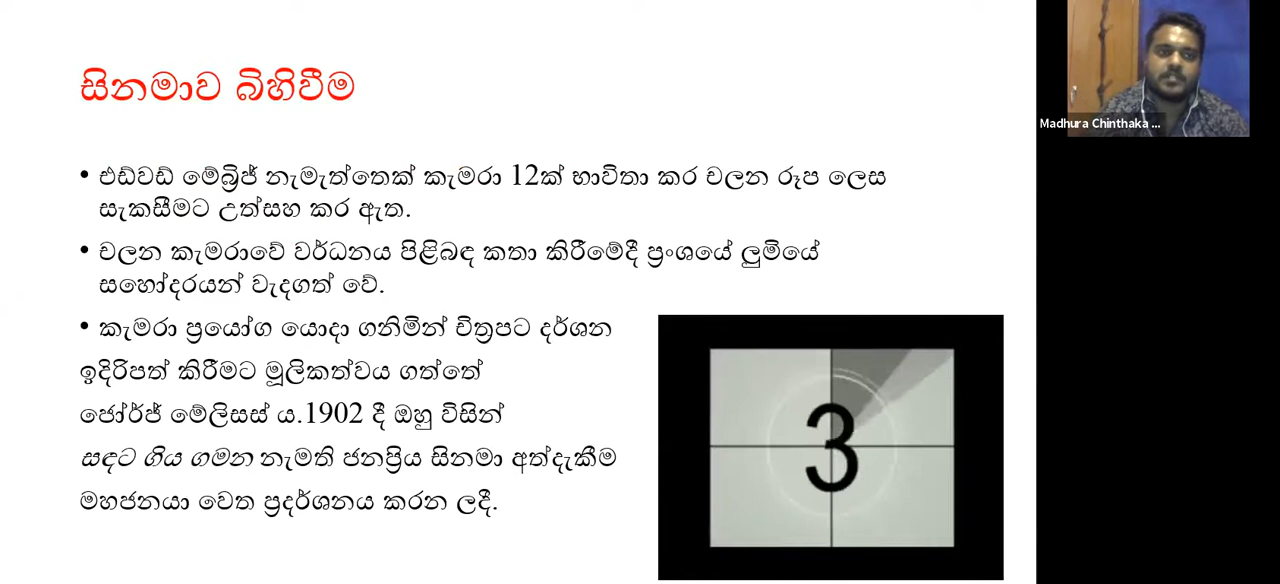 සිනමාව බිහිවීම
• එඩ්වඩ් මේබ්‍රිජ් නැමැත්තෙක් කැමරා 12ක් භාවිතා කර චලන රූප ලෙස
සැකසීමට උත්සහ කර ඇත.
• චලන කැමරාවේ වර්ධනය පිළිබඳ කතා කිරීමේදී ප්‍රංශයේ ලුමියේ
සහෝදරයන් වැදගත් වේ.
• කැමරා ප්‍රයෝග යොදා ගනිමින් චිත්‍රපට දර්ශන
ඉදිරිපත් කිරීමට මූලිකත්වය ගත්තේ
ජෝර්ජ් මේලිසස් ය.1902 දී ඔහු විසින්
සඳට ගිය ගමන නැමති ජනප්‍රිය සිනමා අත්දැකීම
මහජනයා වෙත ප්‍රදර්ශනය කරන ලදී.
3
Madhura Chinthaka ...